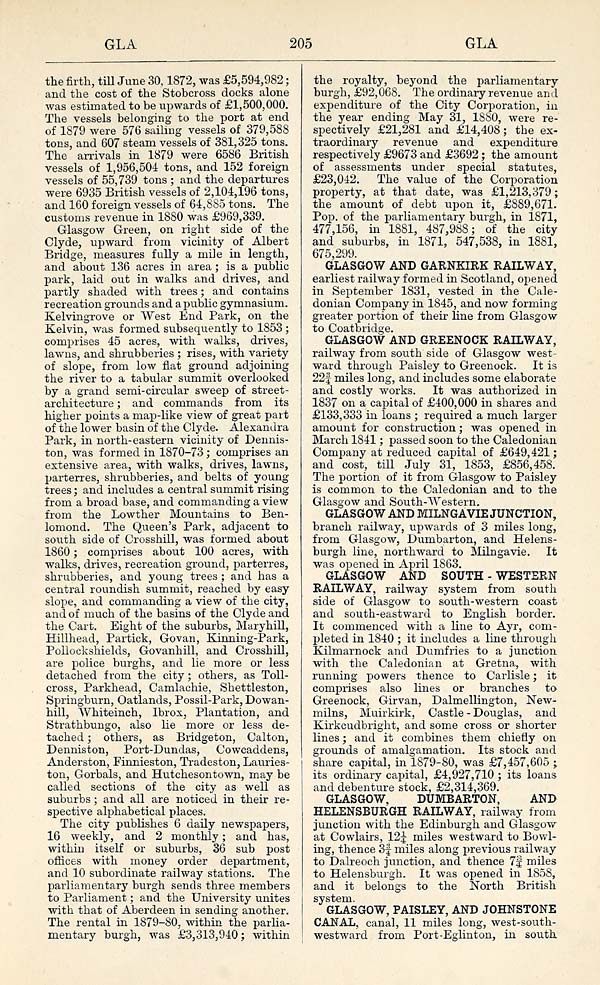 GLA 205 GLA
the firth, till June 30, 1872, was £5,594,982;
and the cost of the Stobcross docks alone
was estimated to be upwards of £1,500,000.
The vessels belonging to the port at end
of 1879 were 576 sailing vessels of 379,588
tons, and 607 steam vessels of 381,325 tons.
The arrivals in 1879 were 6586 British
vessels of 1,956,504 tons, and 152 foreign
vessels of 55,739 tons; and the departures
were 6935 British vessels of 2,104,196 tons,
and 160 foreign vessels of 64,885 tons. The
customs revenue in 1880 was £969,339.
Glasgow Green, on right side of the
Clyde, upward from vicinity of Albert
Bridge, measures fully a mile in length,
and about 136 acres in area; is a public
park, laid out in walks and drives, and
partly shaded with trees; and contains
recreation grounds and a public gymnasium.
Kelvingrove or West End Park, on the
Kelvin, was formed subsequently to 1853;
comprises 45 acres, with walks, drives,
lawns, and shrubberies; rises, with variety
of slope, from low flat ground adjoining
the river to a tabular summit overlooked
by a grand semi-circular sweep of street-
architecture; and commands from its
higher points a map-like view of great part
of the lower basin of the Clyde. Alexandra
Park, in north-eastern vicinity of Dennis-
ton, was formed in 1870-73; comprises an
extensive area, with walks, drives, lawns,
parterres, shrubberies, and belts of young
trees; and includes a central summit rising
from a broad base, and commanding a view
from the Lowther Mountains to Ben-
lomond. The Queen's Park, adjacent to
south side of Crosshill, was formed about
1860; comprises about 100 acres, with
walks, drives, recreation ground, parterres,
shrubberies, and young trees; and has a
central roundish summit, reached by easy
slope, and commanding a view of the city,
and of much of the basins of the Clyde and
the Cart. Eight of the suburbs, Maryhill,
Hillhead, Partick, Govan, Kinning-Park,
Pollockshields, Govanhill, and Crosshill,
are police burghs, and lie more or less
detached from the city; others, as Toll-
cross, Parkhead, Camlachie, Shettleston,
Springburn, Oatlands, Possil-Park, Dowan-
hill, Whiteinch, Ibrox, Plantation, and
Strathbungo, also lie more or less de-
tached; others, as Bridgeton, Calton,
Denniston, Port-Dundas, Cowcaddens,
Anderston, Finnieston, Tradeston, Lauries-
ton, Gorbals, and Hutchesontown, may be
called sections of the city as well as
suburbs; and all are noticed in their re-
spective alphabetical places.
The city publishes 6 daily newspapers,
16 weekly, and 2 monthly; and has,
within itself or suburbs, 36 sub post
offices with money order department,
and 10 subordinate railway stations. The
parliamentary burgh sends three members
to Parliament; and the University unites
with that of Aberdeen in sending another.
The rental in 1879-80, within the parlia-
mentary burgh, was £3,313,940; within
the royalty, beyond the parliamentary
burgh, £92,068. The ordinary revenue and
expenditure of the City Corporation, in
the year ending May 31, 1880, were re-
spectively £21,281 and £14,408; the ex-
traordinary revenue and expenditure
respectively £9673 and £3692; the amount
of assessments under special statutes,
£23,042. The value of the Corporation
property, at that date, was £1,213,379;
the amount of debt upon it, £889,671.
Pop. of the parliamentary burgh, in 1871,
477,156, in 1881, 487,988; of the city
and suburbs, in 1871, 547,538, in 1881,
675,299.
GLASGOW AND GARNKIRK RAILWAY,
earliest railway formed in Scotland, opened
in September 1831, vested in the Cale-
donian Company in 1845, and now forming
greater portion of their line from Glasgow
to Coatbridge.
GLASGOW AND GREENOCK RAILWAY,
railway from south side of Glasgow west-
ward through Paisley to Greenock. It is
22¾ miles long, and includes some elaborate
and costly works. It was authorized in
1837 on a capital of £400,000 in shares and
£133,333 in loans; required a much larger
amount for construction; was opened in
March 1841; passed soon to the Caledonian
Company at reduced capital of £649,421;
and cost, till July 31, 1853, £856,458.
The portion of it from Glasgow to Paisley
is common to the Caledonian and to the
Glasgow and South-Western.
GLASGOW AND MILNGAVIE JUNCTION,
branch railway, upwards of 3 miles long,
from Glasgow, Dumbarton, and Helens-
burgh line, northward to Milngavie. It
was opened in April 1863.
GLASGOW AND SOUTH-WESTERN
RAILWAY, railway system from south
side of Glasgow to south-western coast
and south-eastward to English border.
It commenced with a line to Ayr, com-
pleted in 1840; it includes a line through
Kilmarnock and Dumfries to a junction
with the Caledonian at Gretna, with
running powers thence to Carlisle; it
comprises also lines or branches to
Greenock, Girvan, Dalmellington, New-
milns, Muirkirk, Castle-Douglas, and
Kirkcudbright, and some cross or shorter
lines; and it combines them chiefly on
grounds of amalgamation. Its stock and
share capital, in 1879-80, was £7,457,605;
its ordinary capital, £4,927,710; its loans
and debenture stock, £2,314,369.
GLASGOW, DUMBARTON, AND
HELENSBURGH RAILWAY, railway from
junction with the Edinburgh and Glasgow
at Cowlairs, 12¼ miles westward to Bowl-
ing, thence 3¾ miles along previous railway
to Dalreoch junction, and thence 7¾ miles
to Helensburgh. It was opened in 1858,
and it belongs to the North British
system.
GLASGOW, PAISLEY, AND JOHNSTONE
CANAL, canal, 11 miles long, west-south-
westward from Port-Eglinton, in south